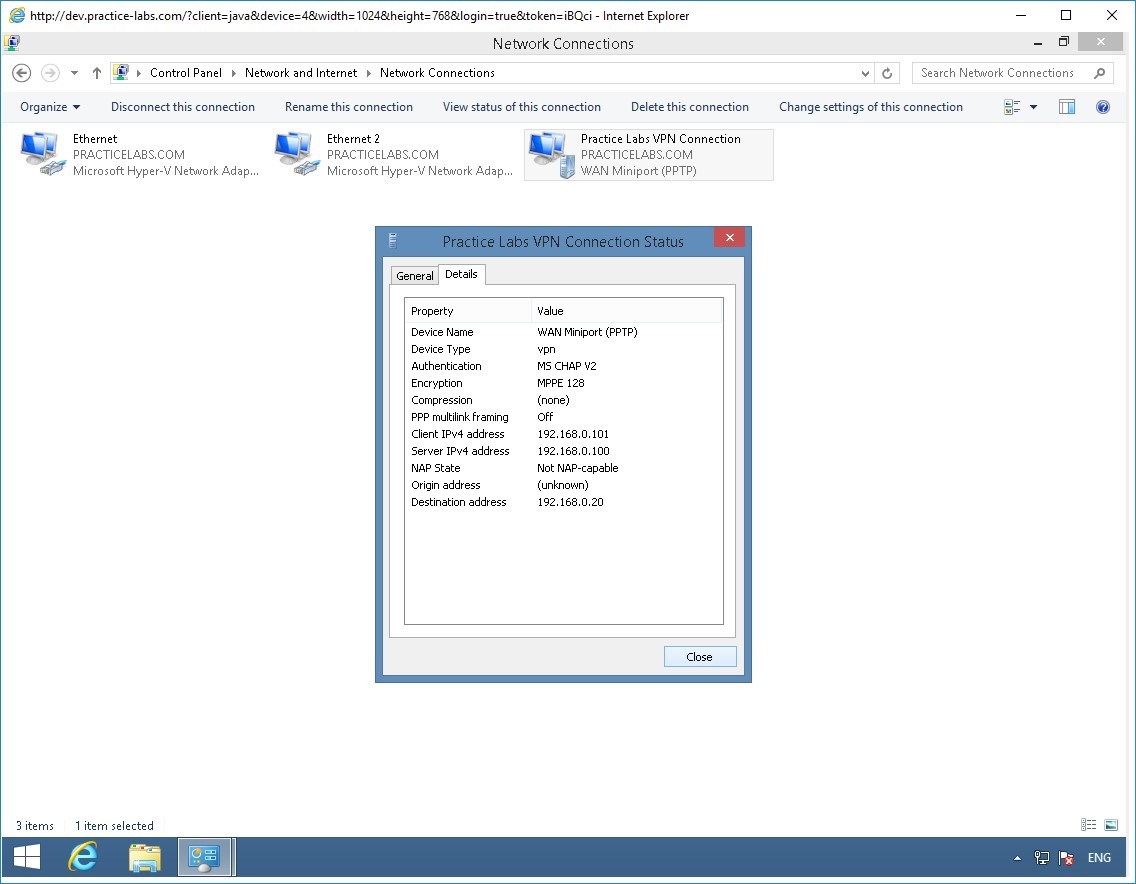 http://dev.practice-labs.com/?client=java&device=4&width=1024&height=768&login=true&token=iBQci - Internet Explorer
Network Connections
Control Panel Network and Internet Network Connections Search Network Connections
Organize Disconnect this connection Rename this connection View status of this connection Delete this connection Change settings of this connection
Ethernet
PRACTICELABS.COM
Microsoft Hyper-V Network Adap...
Ethernet 2
PRACTICELABS.COM
Microsoft Hyper-V Network Adap...
Practice Labs VPN Connection
PRACTICELABS.COM
WAN Miniport (PPTP)
Practice Labs VPN Connection Status
General Details
Property Value
Device Name WAN Miniport (PPTP)
Device Type vpn
Authentication MS CHAP V2
Encryption MPPE 128
Compression (none)
PPP multilink framing Off
Client IPv4 address 192.168.0.101
Server IPv4 address 192.168.0.100
NAP State Not NAP-capable
Origin address (unknown)
Destination address 192.168.0.20
Close
3 items 1 item selected
ENG